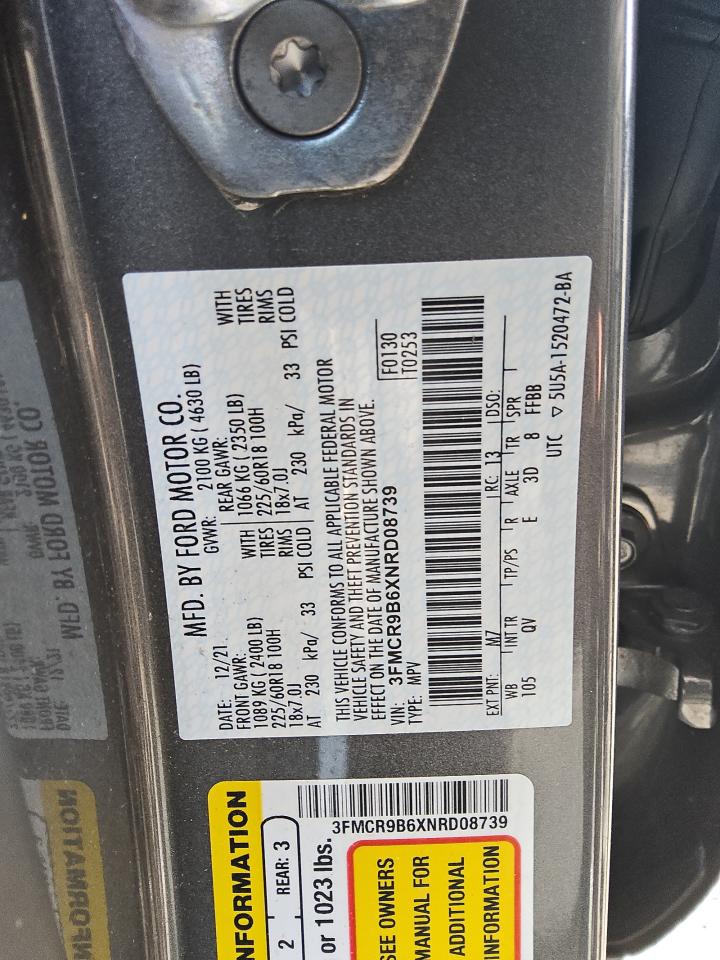 MFD. BY FORD MOTOR CO.
DATE: 12/21 GVWR: 2100 KG ( 4630 LB)
FRONT GAWR: WITH REAR GAWR: WITH
1089 KG ( 2400 LB) TIRES 1066 KG ( 2350 LB) TIRES
225/60R18 100H RIMS 225/60R18 100H RIMS
18x7.0J 18x7.0J
AT 230 kPa/ 33 PSI COLD AT 230 kPa/ 33 PSI COLD
THIS VEHICLE CONFORMS TO ALL APPLICABLE FEDERAL MOTOR
VEHICLE SAFETY AND THEFT PREVENTION STANDARDS IN
EFFECT ON THE DATE OF MANUFACTURE SHOWN ABOVE.
VIN: 3FMCR9B6XNRD08739
TYPE: MPV
F0130
T0253
EXT PNT: M7 RC: 13 DSO:
WB INT TR TP/PS R AXLE TR SPR
105 QV E 3D 8 FFBB
UTC ▽ 5U5A-1520472-BA
NFORMATION
2 REAR: 3
or 1023 lbs.
3FMCR9B6XNRD08739
SEE OWNERS
MANUAL FOR
ADDITIONAL
INFORMATION